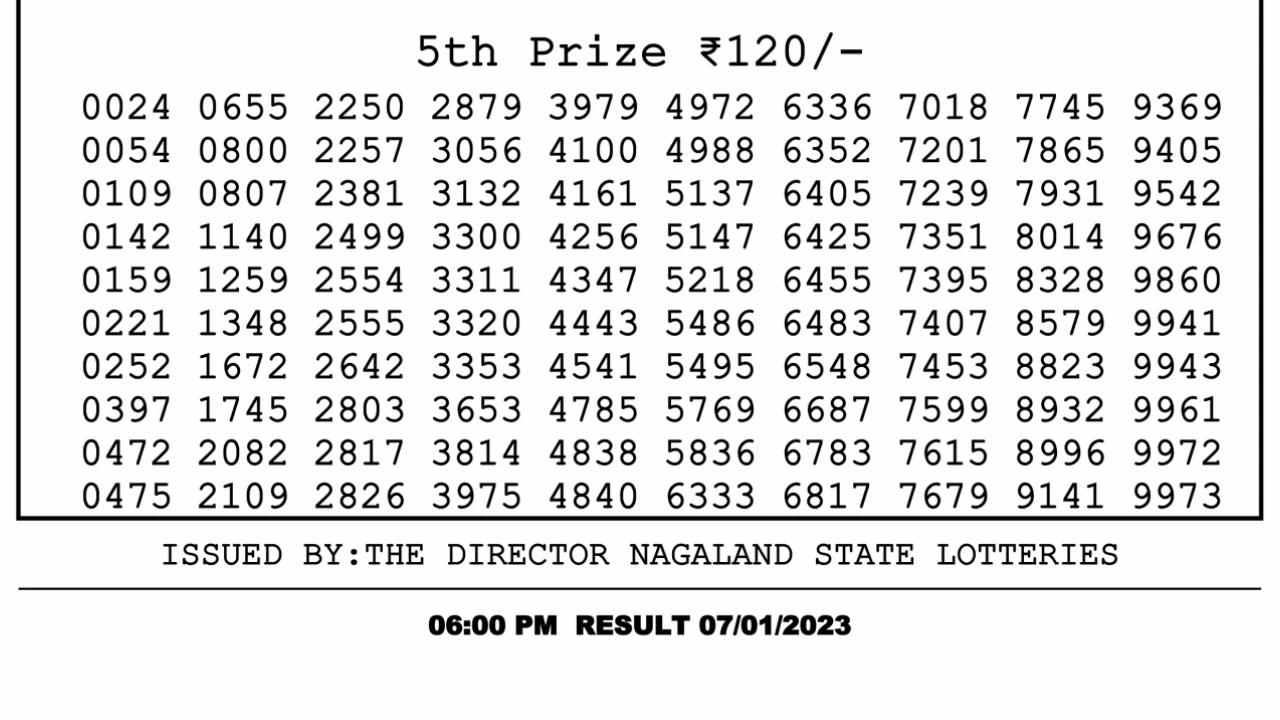 5th Prize ₹120/-
0024 0655 2250 2879 3979 4972 6336 7018 7745 9369
0054 0800 2257 3056 4100 4988 6352 7201 7865 9405
0109 0807 2381 3132 4161 5137 6405 7239 7931 9542
0142 1140 2499 3300 4256 5147 6425 7351 8014 9676
0159 1259 2554 3311 4347 5218 6455 7395 8328 9860
0221 1348 2555 3320 4443 5486 6483 7407 8579 9941
0252 1672 2642 3353 4541 5495 6548 7453 8823 9943
0397 1745 2803 3653 4785 5769 6687 7599 8932 9961
0472 2082 2817 3814 4838 5836 6783 7615 8996 9972
0475 2109 2826 3975 4840 6333 6817 7679 9141 9973
ISSUED BY:THE DIRECTOR NAGALAND STATE LOTTERIES
06:00 PM RESULT 07/01/2023